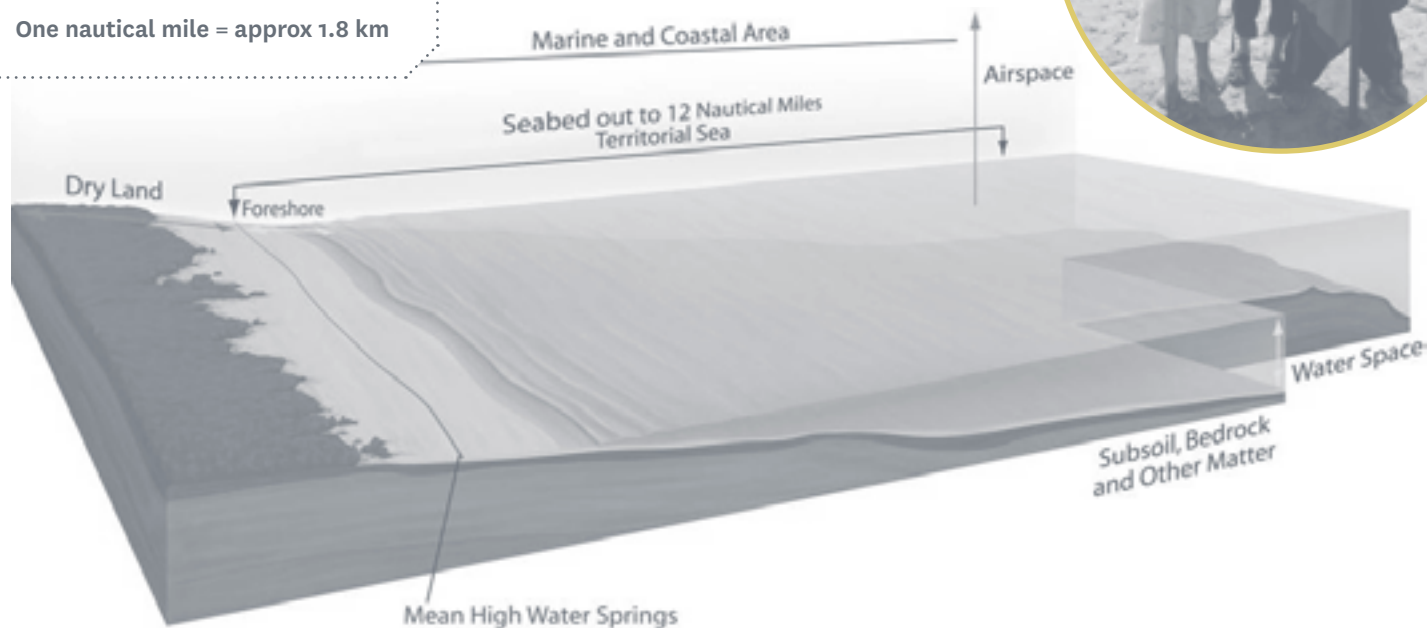 One nautical mile = approx 1.8 km
Marine and Coastal Area
Airspace
Seabed out to 12 Nautical Miles
Territorial Sea
Dry Land
Foreshore
Water Space
Subsoil, Bedrock
and Other Matter
Mean High Water Springs